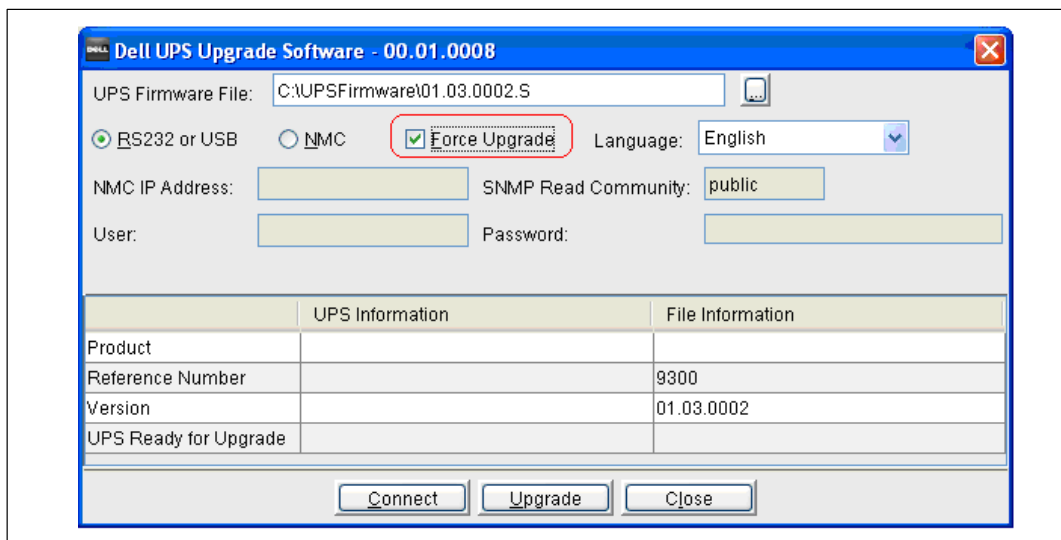 DELL Dell UPS Upgrade Software - 00.01.0008
UPS Firmware File: C:\UPSFirmware\01.03.0002.S ...
RS232 or USB NMC Force Upgrade Language: English
NMC IP Address: SNMP Read Community: public
User: Password:
UPS Information File Information
Product
Reference Number 9300
Version 01.03.0002
UPS Ready for Upgrade
Connect Upgrade Close